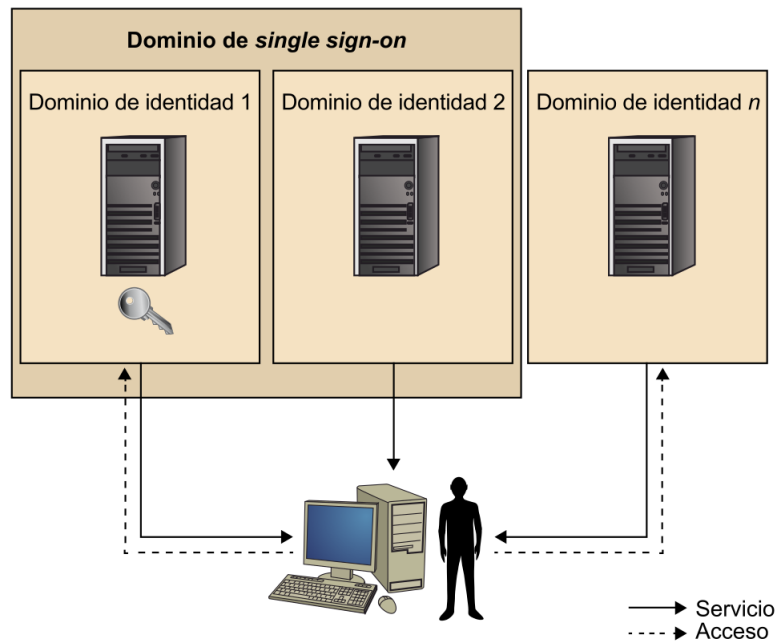 Dominio de single sign-on
Dominio de identidad 1
Dominio de identidad 2
Dominio de identidad n
Servicio
Acceso